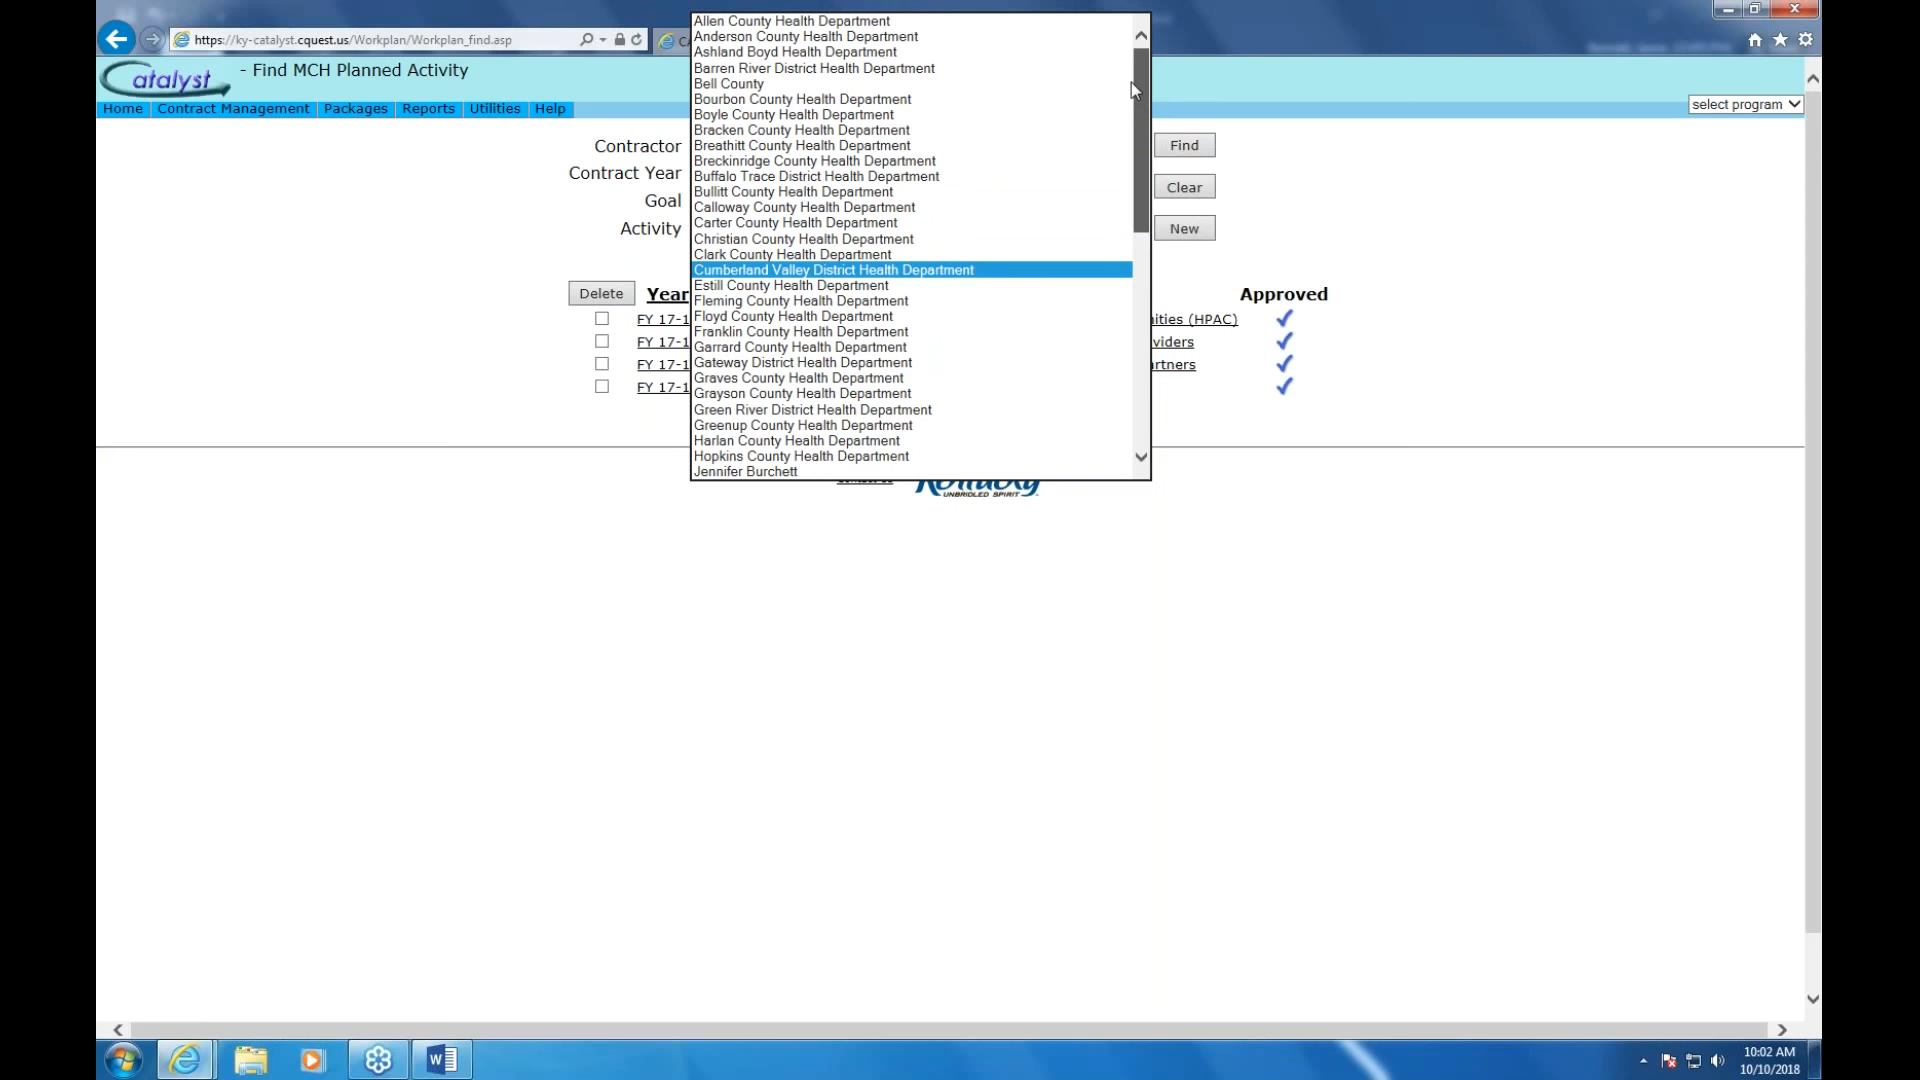 https://ky-catalyst.cquest.us/Workplan/Workplan_find.asp
Catalyst
- Find MCH Planned Activity
Home Contract Management Packages Reports Utilities Help
select program
Contractor
Contract Year
Goal
Activity
Allen County Health Department
Anderson County Health Department
Ashland Boyd Health Department
Barren River District Health Department
Bell County
Bourbon County Health Department
Boyle County Health Department
Bracken County Health Department
Breathitt County Health Department
Breckinridge County Health Department
Buffalo Trace District Health Department
Bullitt County Health Department
Calloway County Health Department
Carter County Health Department
Christian County Health Department
Clark County Health Department
Cumberland Valley District Health Department
Estill County Health Department
Fleming County Health Department
Floyd County Health Department
Franklin County Health Department
Garrard County Health Department
Gateway District Health Department
Graves County Health Department
Grayson County Health Department
Green River District Health Department
Greenup County Health Department
Harlan County Health Department
Hopkins County Health Department
Jennifer Burchett
Find
Clear
New
Delete Year Approved
FY 17-1 ities (HPAC)
FY 17-1 viders
FY 17-1 artners
FY 17-1
Kentucky
UNBRIDLED SPIRIT
10:02 AM
10/10/2018